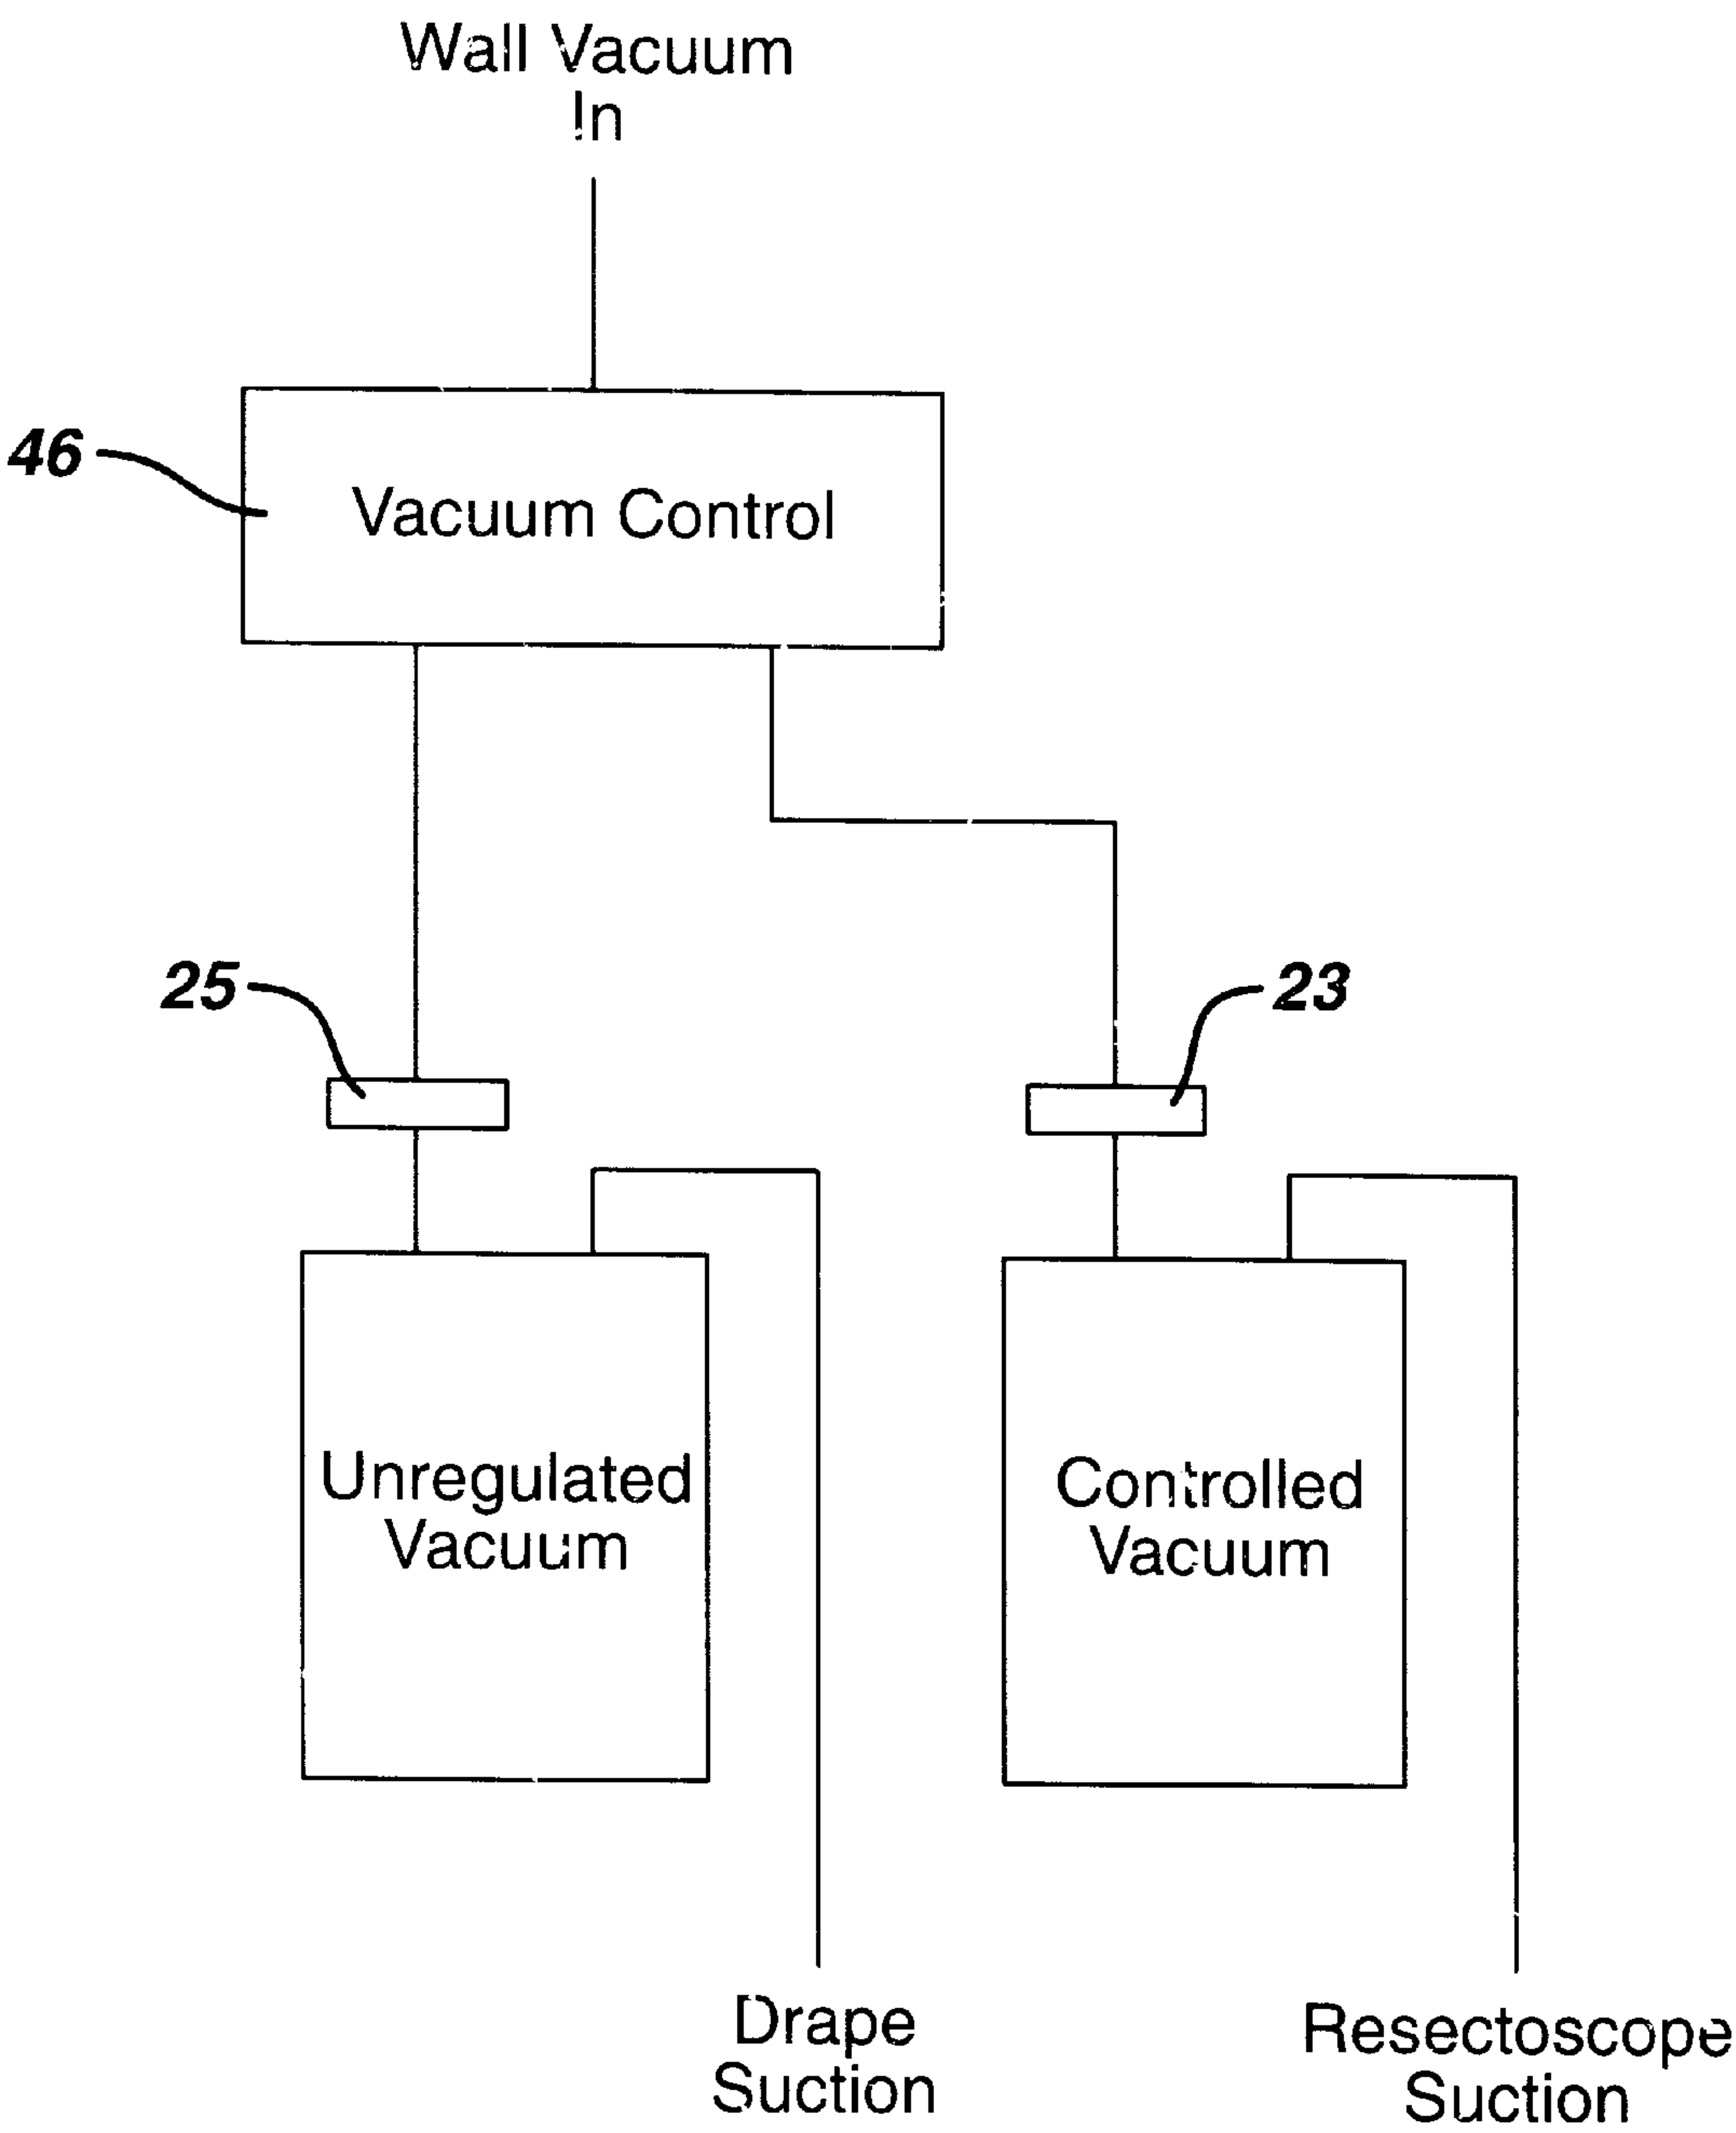 Wall Vacuum
In
46
Vacuum Control
25
23
Unregulated
Vacuum
Controlled
Vacuum
Drape
Suction
Resectoscope
Suction